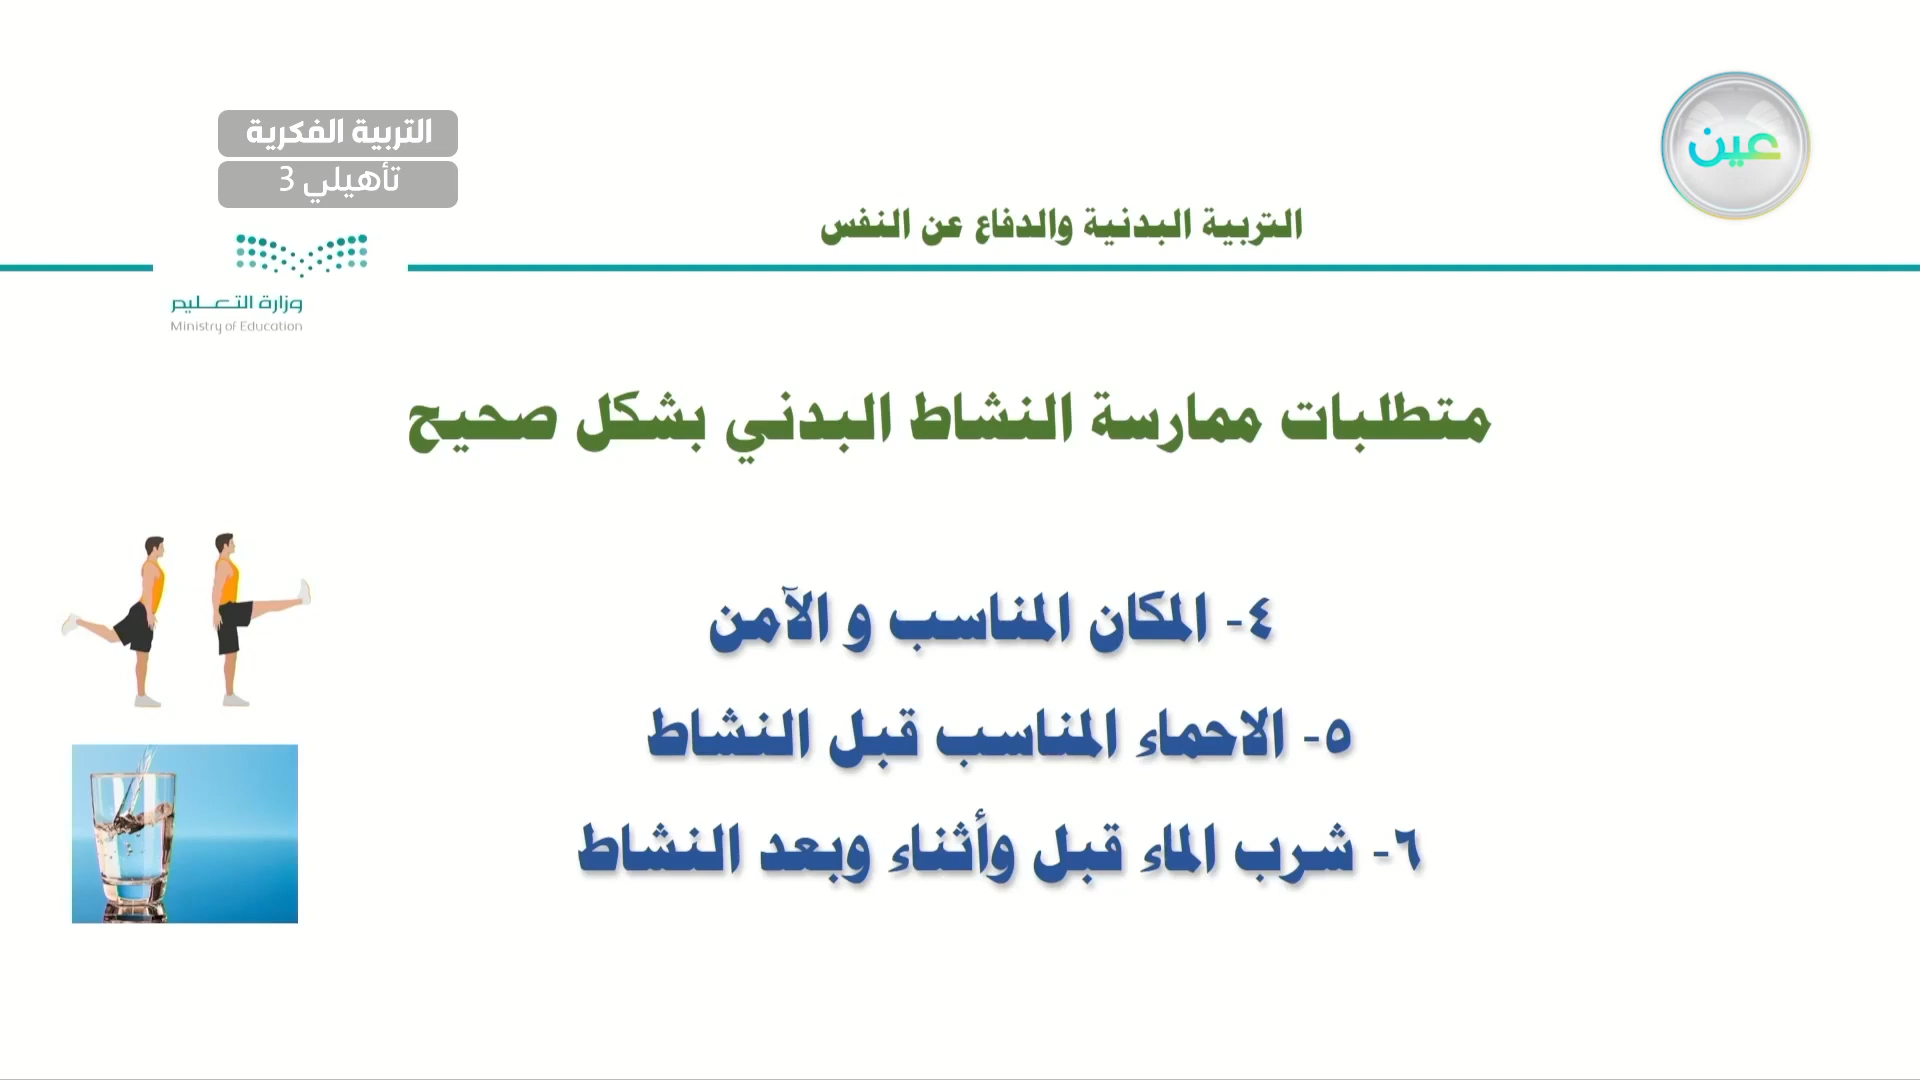 التربية الفكرية
تأهيلي 3
عين
التربية البدنية والدفاع عن النفس
وزارة التعليم
Ministry of Education
متطلبات ممارسة النشاط البدني بشكل صحيح
٤- المكان المناسب و الآمن
٥- الاحماء المناسب قبل النشاط
٦- شرب الماء قبل وأثناء وبعد النشاط